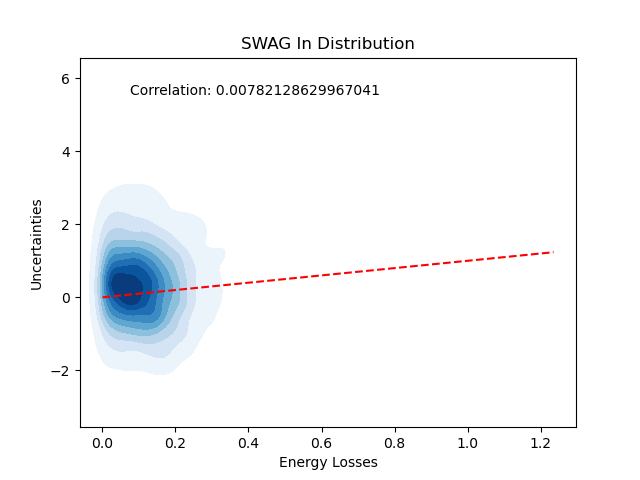 SWAG In Distribution
Correlation: 0.00782128629967041
Uncertainties
6
4
2
0
−2
0.0 0.2 0.4 0.6 0.8 1.0 1.2
Energy Losses